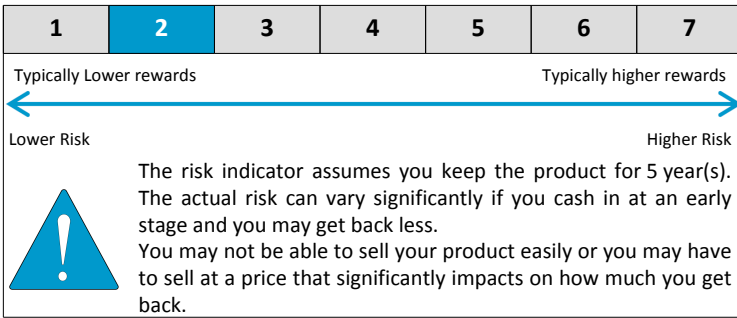 1 2 3 4 5 6 7
Typically Lower rewards Typically higher rewards
Lower Risk Higher Risk
The risk indicator assumes you keep the product for 5 year(s).
The actual risk can vary significantly if you cash in at an early
stage and you may get back less.
You may not be able to sell your product easily or you may have
to sell at a price that significantly impacts on how much you get
back.